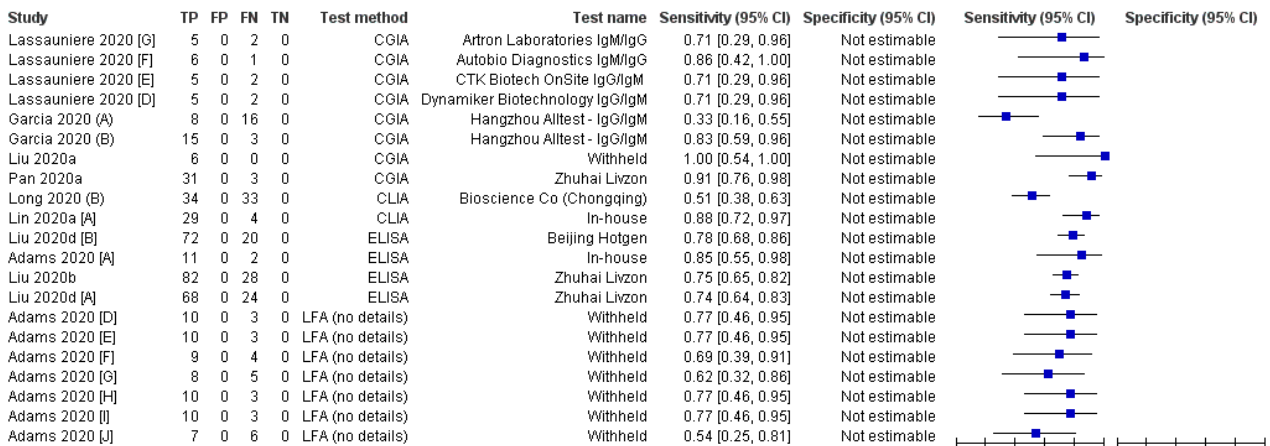 Study TP FP FN TN Test method Test name Sensitivity (95% CI) Specificity (95% CI) Sensitivity (95% CI) Specificity (95% CI)
Lassauniere 2020 [G] 5 0 2 0 CGIA Artron Laboratories IgM/IgG 0.71 [0.29, 0.96] Not estimable
Lassauniere 2020 [F] 6 0 1 0 CGIA Autobio Diagnostics IgM/IgG 0.86 [0.42, 1.00] Not estimable
Lassauniere 2020 [E] 5 0 2 0 CGIA CTK Biotech OnSite IgG/IgM 0.71 [0.29, 0.96] Not estimable
Lassauniere 2020 [D] 5 0 2 0 CGIA Dynamiker Biotechnology IgG/IgM 0.71 [0.29, 0.96] Not estimable
Garcia 2020 (A) 8 0 16 0 CGIA Hangzhou Alltest - IgG/IgM 0.33 [0.16, 0.55] Not estimable
Garcia 2020 (B) 15 0 3 0 CGIA Hangzhou Alltest - IgG/IgM 0.83 [0.59, 0.96] Not estimable
Liu 2020a 6 0 0 0 CGIA Withheld 1.00 [0.54, 1.00] Not estimable
Pan 2020a 31 0 3 0 CGIA Zhuhai Livzon 0.91 [0.76, 0.98] Not estimable
Long 2020 (B) 34 0 33 0 CLIA Bioscience Co (Chongqing) 0.51 [0.38, 0.63] Not estimable
Lin 2020a [A] 29 0 4 0 CLIA In-house 0.88 [0.72, 0.97] Not estimable
Liu 2020d [B] 72 0 20 0 ELISA Beijing Hotgen 0.78 [0.68, 0.86] Not estimable
Adams 2020 [A] 11 0 2 0 ELISA In-house 0.85 [0.55, 0.98] Not estimable
Liu 2020b 82 0 28 0 ELISA Zhuhai Livzon 0.75 [0.65, 0.82] Not estimable
Liu 2020d [A] 68 0 24 0 ELISA Zhuhai Livzon 0.74 [0.64, 0.83] Not estimable
Adams 2020 [D] 10 0 3 0 LFA (no details) Withheld 0.77 [0.46, 0.95] Not estimable
Adams 2020 [E] 10 0 3 0 LFA (no details) Withheld 0.77 [0.46, 0.95] Not estimable
Adams 2020 [F] 9 0 4 0 LFA (no details) Withheld 0.69 [0.39, 0.91] Not estimable
Adams 2020 [G] 8 0 5 0 LFA (no details) Withheld 0.62 [0.32, 0.86] Not estimable
Adams 2020 [H] 10 0 3 0 LFA (no details) Withheld 0.77 [0.46, 0.95] Not estimable
Adams 2020 [I] 10 0 3 0 LFA (no details) Withheld 0.77 [0.46, 0.95] Not estimable
Adams 2020 [J] 7 0 6 0 LFA (no details) Withheld 0.54 [0.25, 0.81] Not estimable